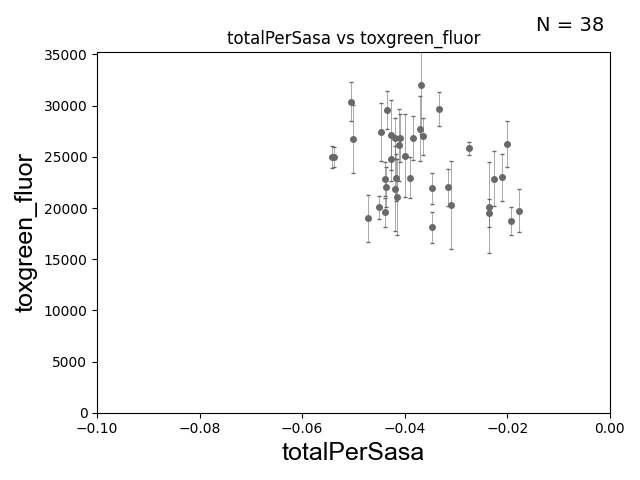 N = 38
totalPerSasa vs toxgreen_fluor
35000
30000
25000
20000
15000
10000
5000
0
toxgreen_fluor
−0.10 −0.08 −0.06 −0.04 −0.02 0.00
totalPerSasa